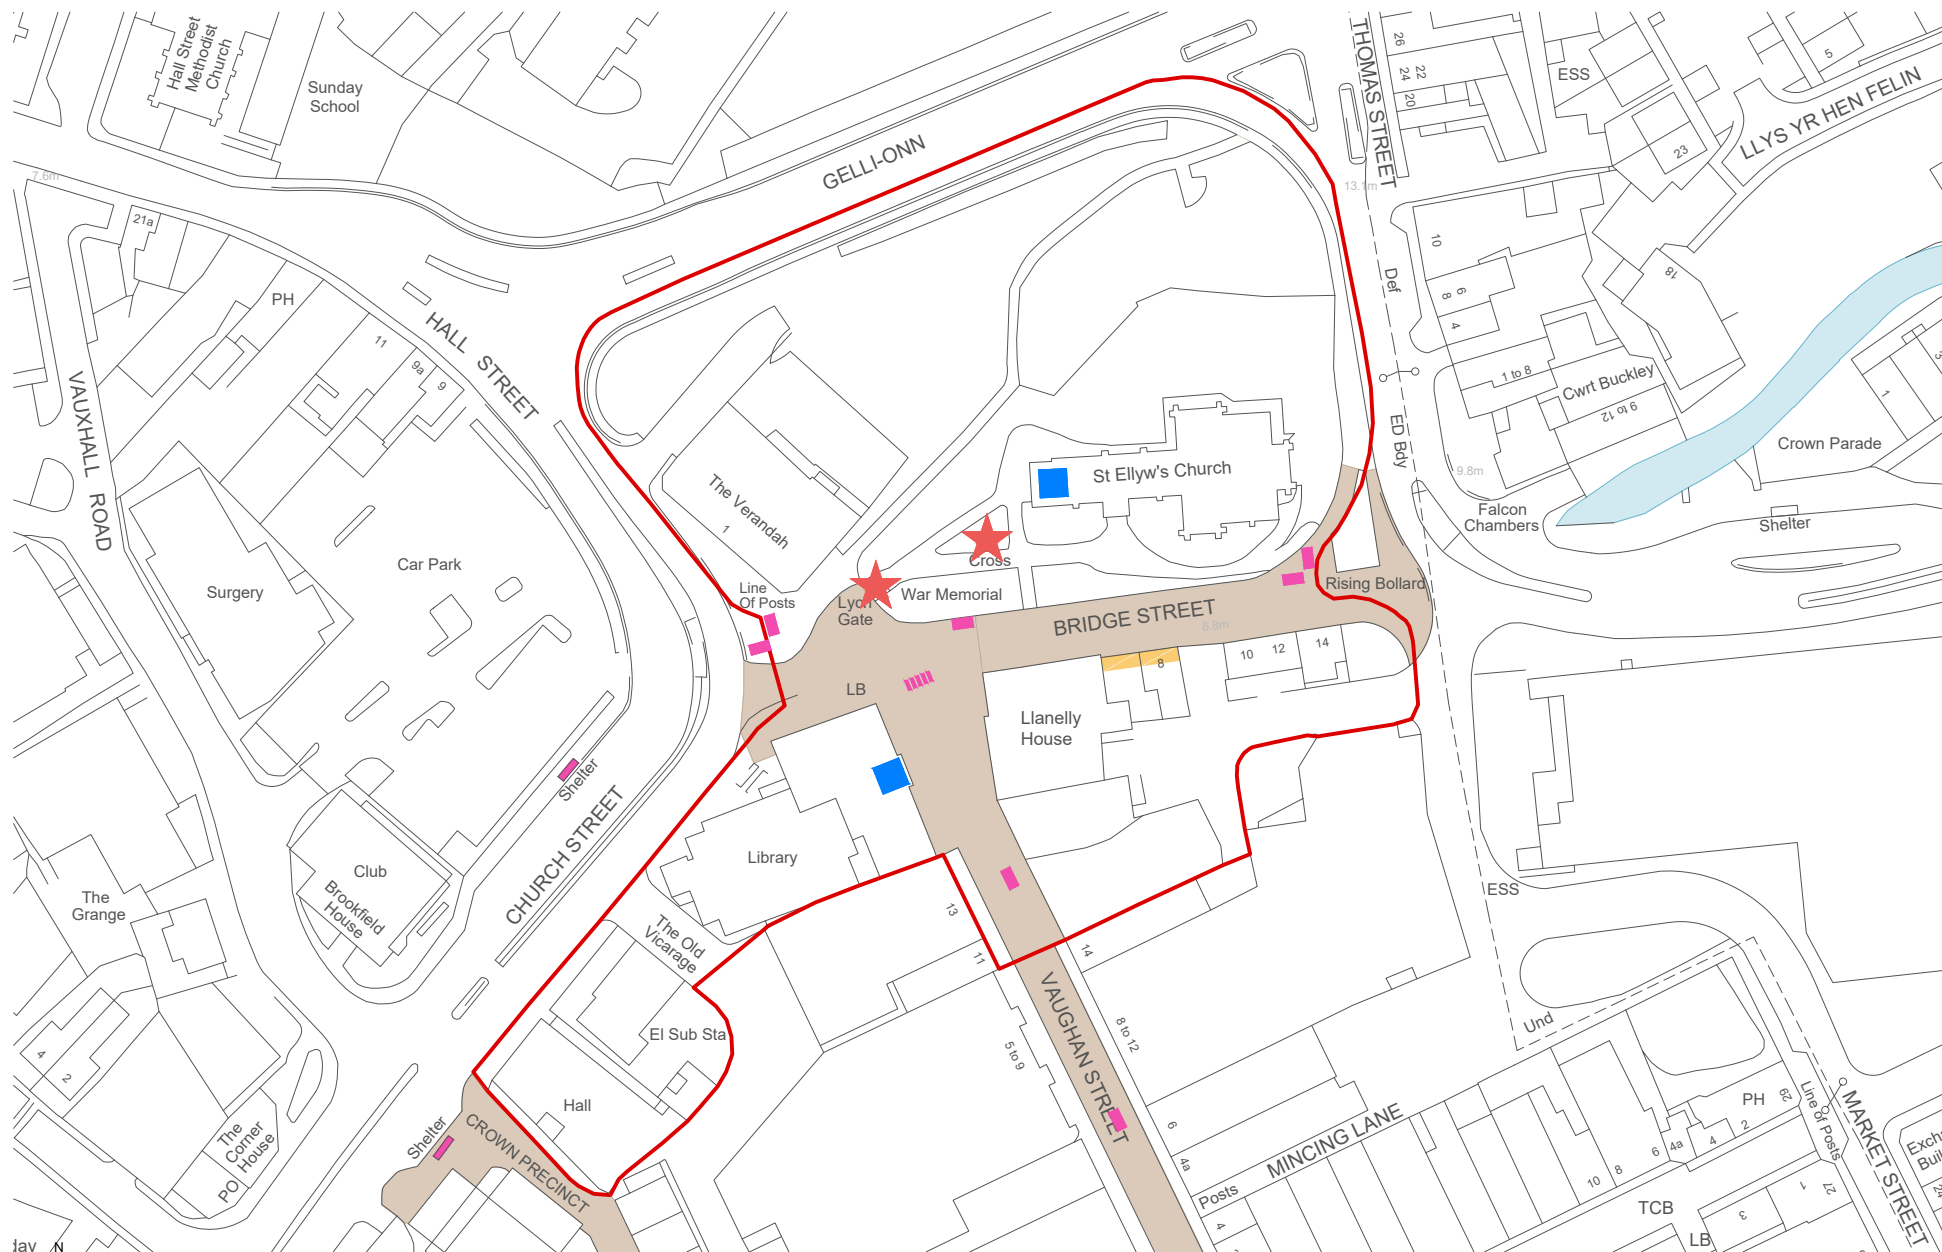 Hall Street
Methodist
Church
Sunday
School
GELLI-ONN
THOMAS STREET
26
24
22
20
ESS
5
LLYS YR HEN FELIN
23
7.6m
13.1m
21a
PH
HALL STREET
11
9a
9
VAUXHALL ROAD
Def
10
8
6
4
18
1 to 8
Cwrt Buckley
9 to 12
1
3
Crown Parade
ED Bdy
9.8m
St Ellyw's Church
The Verandah
1
Falcon
Chambers
Shelter
Car Park
Surgery
Cross
Line
Of Posts
Lych
Gate
War Memorial
Rising Bollard
BRIDGE STREET
8.8m
LB
8
10
12
14
Llanelly
House
Shelter
CHURCH STREET
Library
Club
Brookfield
House
The
Grange
ESS
13
11
14
The Old
Vicarage
El Sub Sta
VAUGHAN STREET
8 to 12
5 to 9
Und
4
2
Hall
Shelter
CROWN PRECINCT
The
Corner
House
PO
MINCING LANE
6
4a
Posts
4
10
8
6
4a
4
2
PH
29
Line of Posts
MARKET STREET
TCB
LB
3
1
27
N